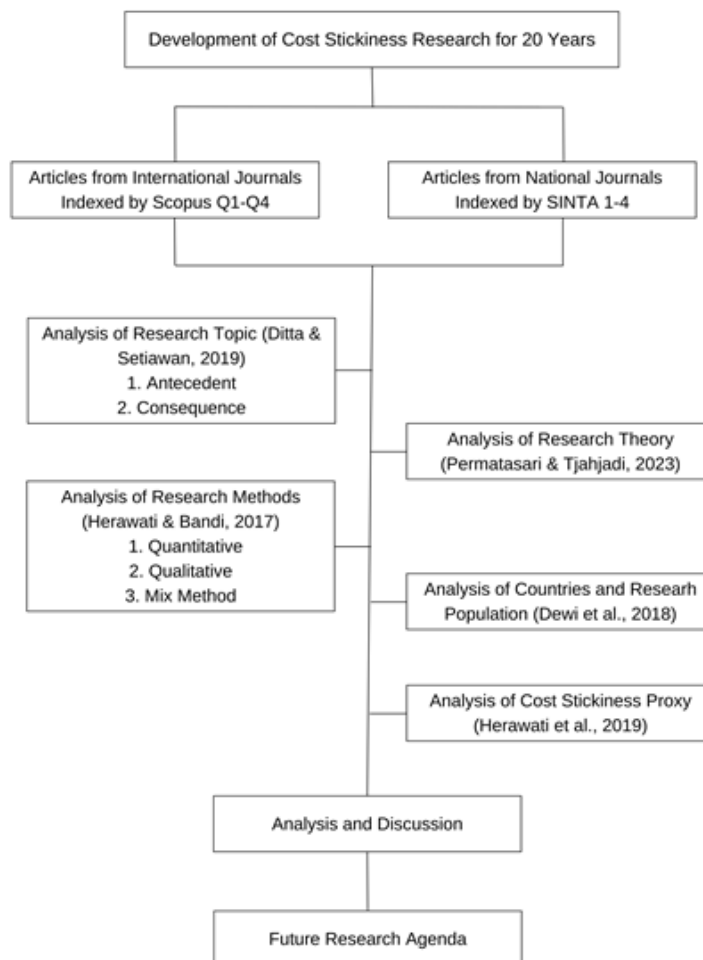 Development of Cost Stickiness Research for 20 Years
Articles from International Journals
Indexed by Scopus Q1-Q4
Articles from National Journals
Indexed by SINTA 1-4
Analysis of Research Topic (Ditta &
Setiawan, 2019)
1. Antecedent
2. Consequence
Analysis of Research Theory
(Permatasari & Tjahjadi, 2023)
Analysis of Research Methods
(Herawati & Bandi, 2017)
1. Quantitative
2. Qualitative
3. Mix Method
Analysis of Countries and Researh
Population (Dewi et al., 2018)
Analysis of Cost Stickiness Proxy
(Herawati et al., 2019)
Analysis and Discussion
Future Research Agenda